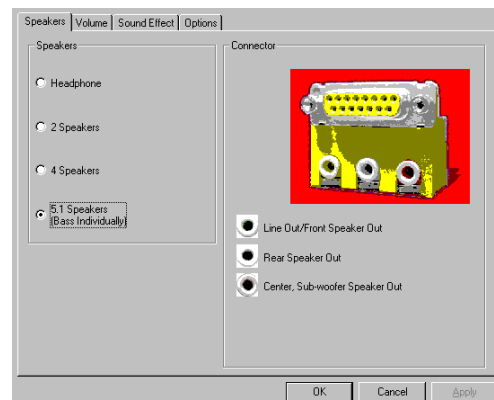 Speakers Volume Sound Effect Options
Speakers
Headphone
2 Speakers
4 Speakers
5.1 Speakers
(Bass Individually)
Connector
Line Out/Front Speaker Out
Rear Speaker Out
Center, Sub-woofer Speaker Out
OK Cancel Apply